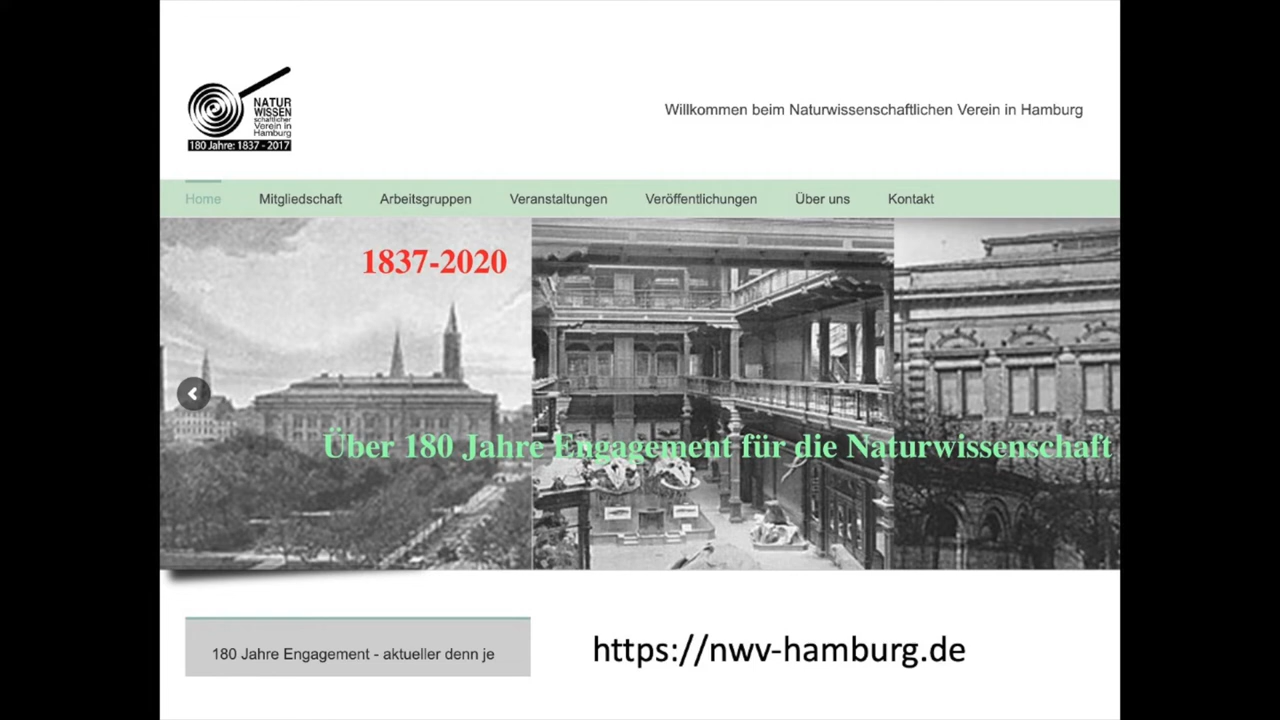 NATUR
WISSEN
schaftlicher
Verein in
Hamburg
180 Jahre: 1837 - 2017
Willkommen beim Naturwissenschaftlichen Verein in Hamburg
Home Mitgliedschaft Arbeitsgruppen Veranstaltungen Veröffentlichungen Über uns Kontakt
1837-2020
Über 180 Jahre Engagement für die Naturwissenschaft
180 Jahre Engagement - aktueller denn je
https://nwv-hamburg.de